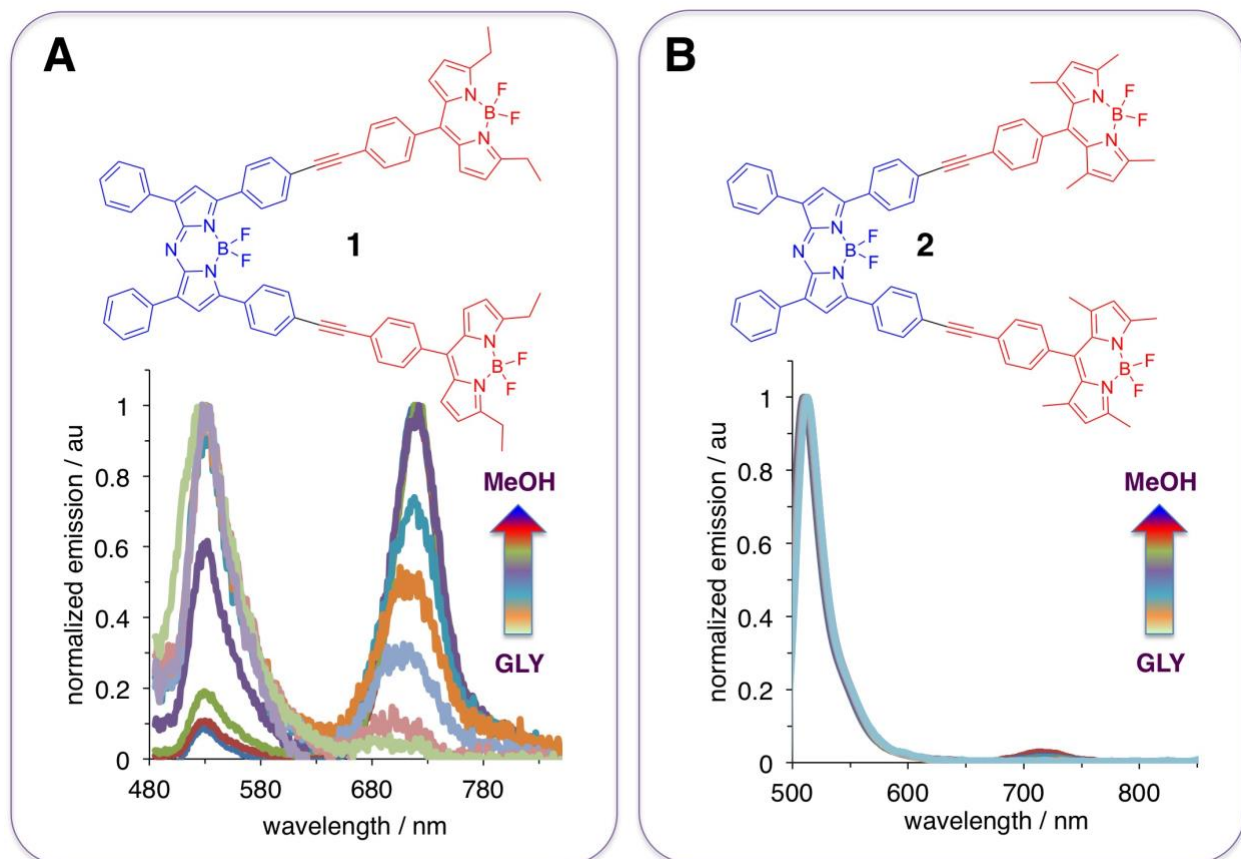 A
F
N
B
F
N
N
F
N
B
F
N
1
N
F
B
F
N
1
0.8
0.6
0.4
0.2
0
480
580
680
780
normalized emission / au
wavelength / nm
MeOH
GLY
B
F
N
B
F
N
N
F
N
B
F
N
2
N
F
B
F
N
1
0.8
0.6
0.4
0.2
0
500
600
700
800
normalized emission / au
wavelength / nm
MeOH
GLY